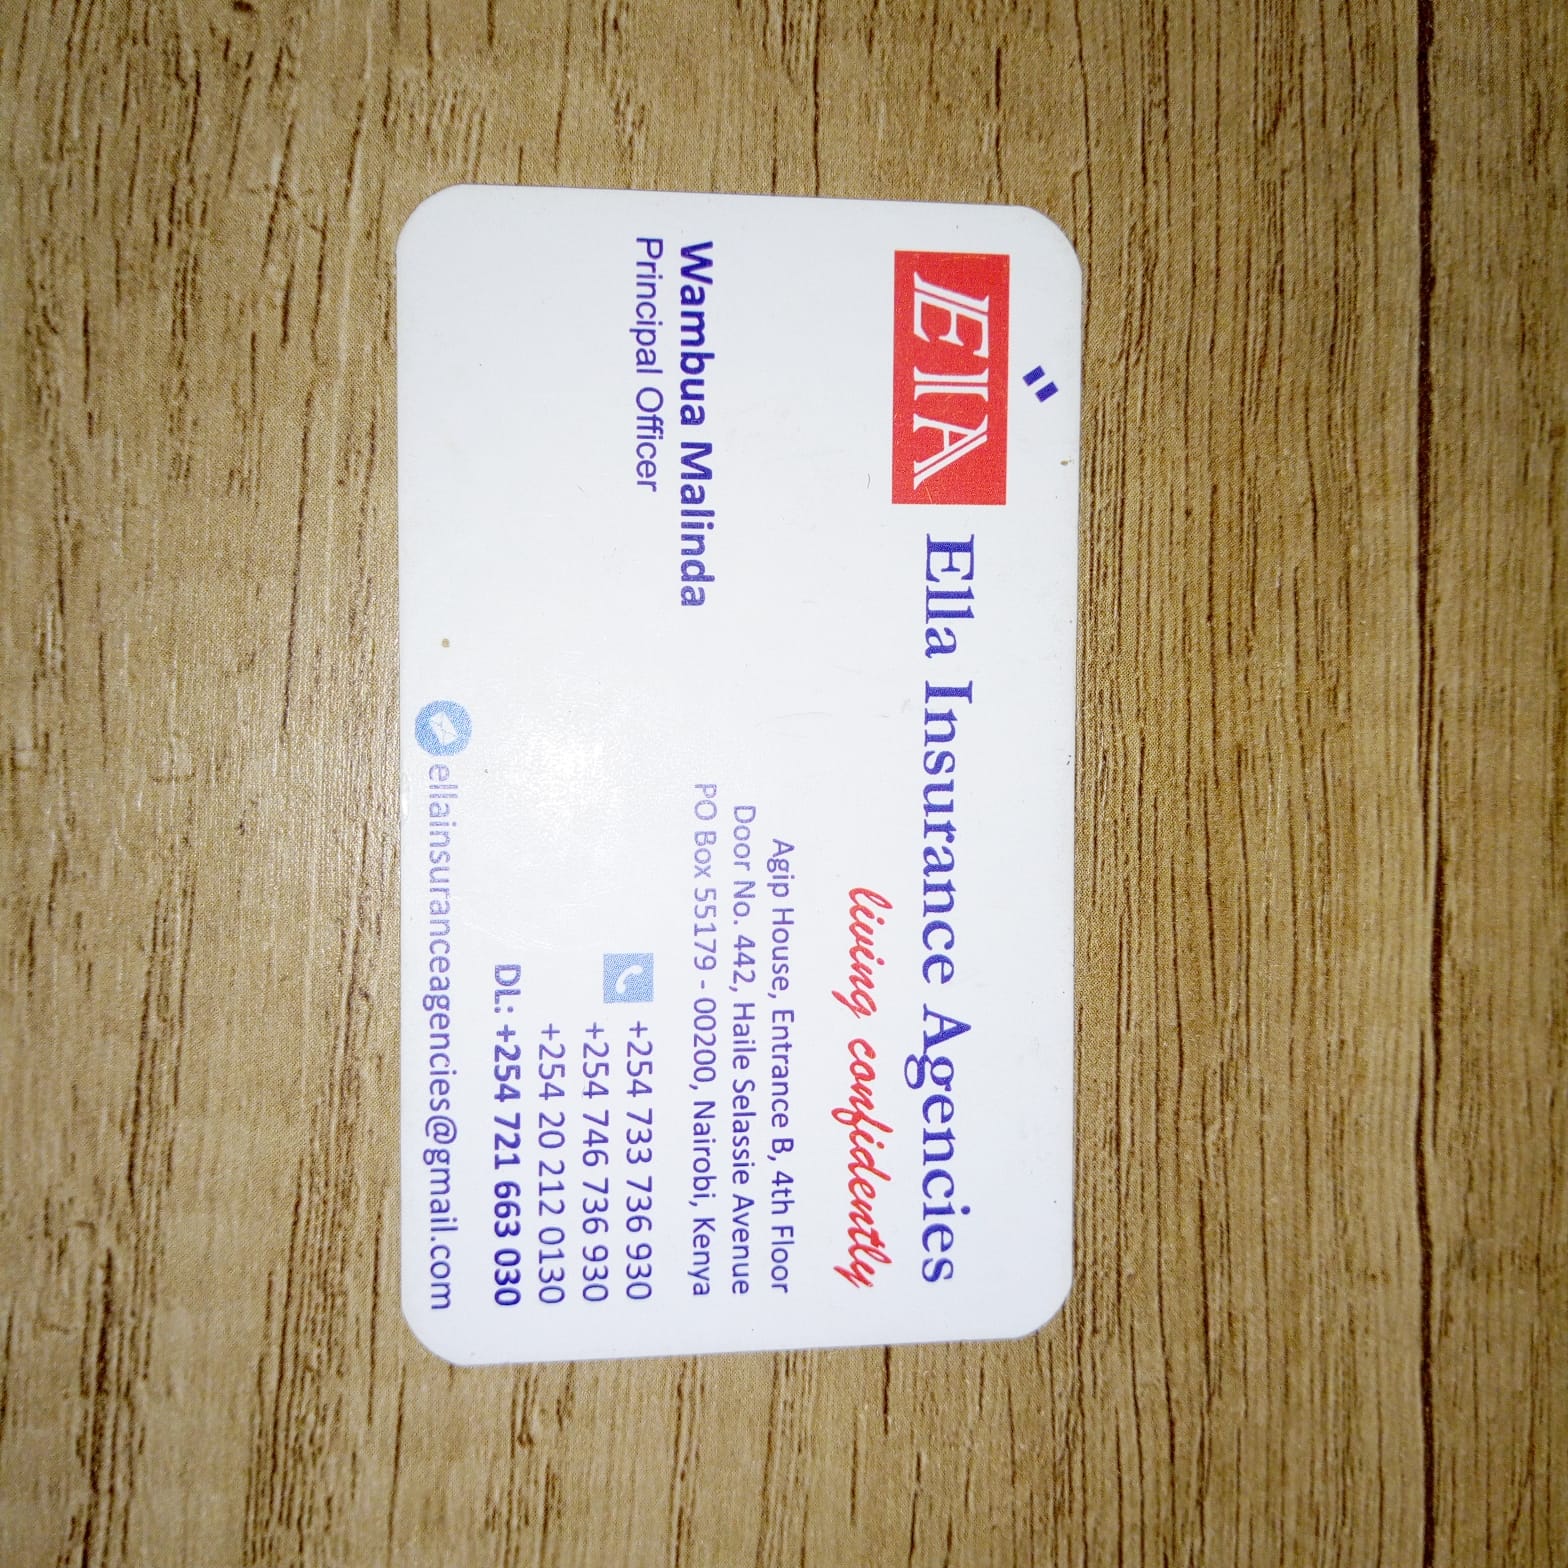 EIA
Ella Insurance Agencies
living confidently
Agip House, Entrance B, 4th Floor
Door No. 442, Haile Selassie Avenue
PO Box 55179 - 00200, Nairobi, Kenya
Wambua Malinda
Principal Officer
+254 733 736 930
+254 746 736 930
+254 20 212 0130
DL: +254 721 663 030
ellainsuranceagencies@gmail.com